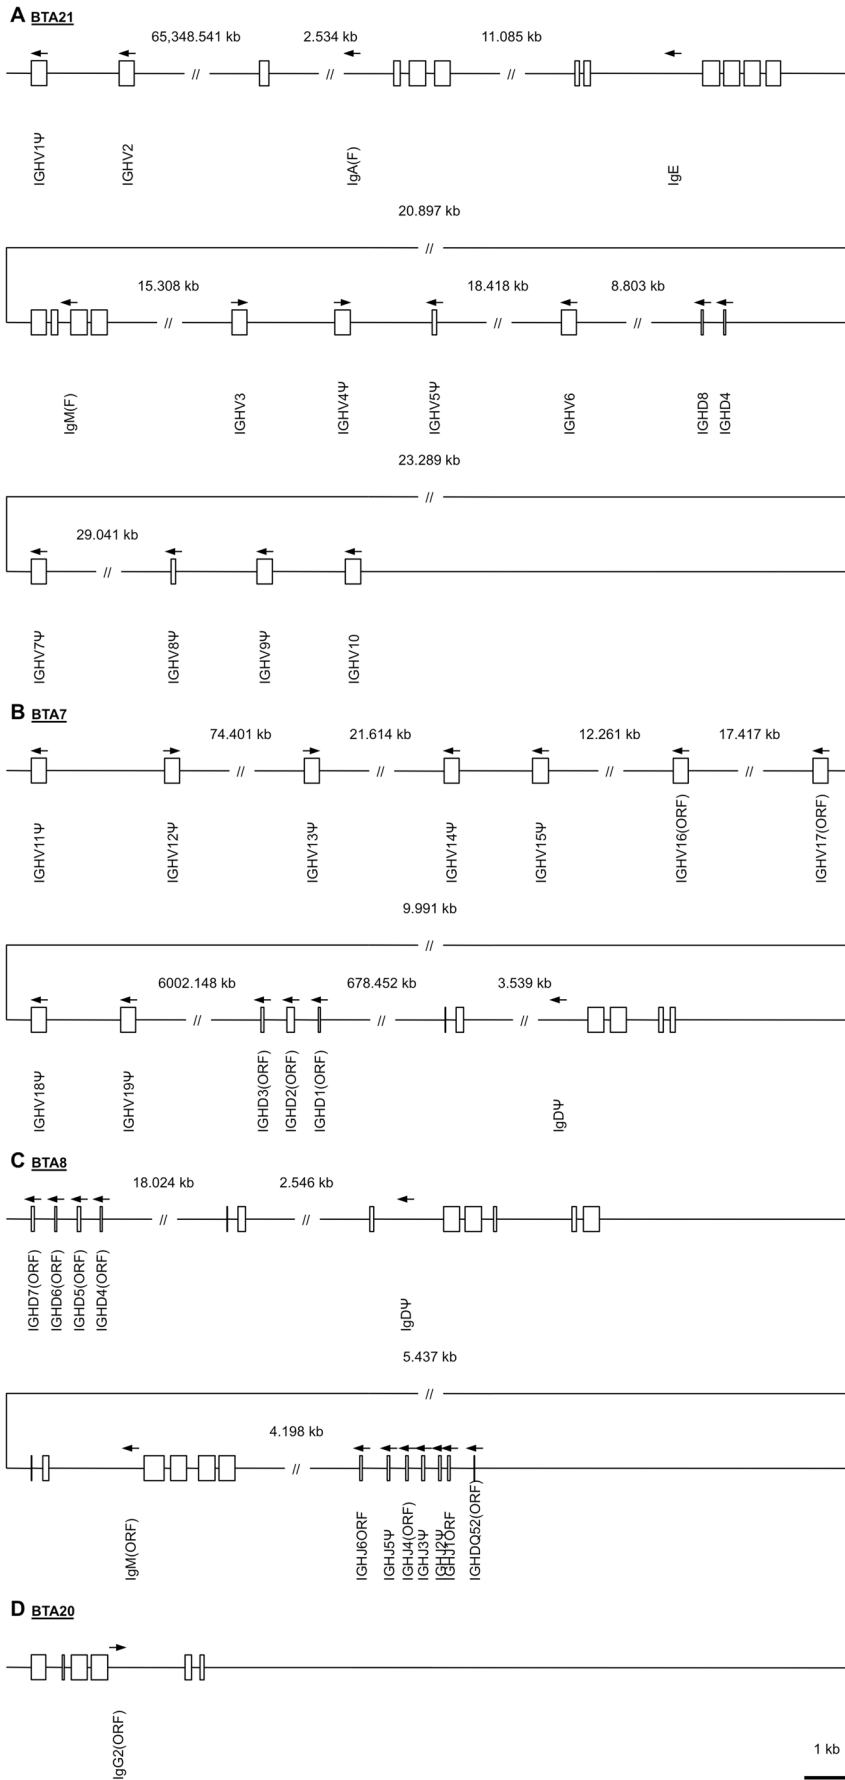 A BTA21
65,348.541 kb 2.534 kb 11.085 kb
// // //
IGHV1Ψ IGHV2 IgA(F) IgE
20.897 kb
//
15.308 kb 18.418 kb 8.803 kb
// // //
IgM(F) IGHV3 IGHV4Ψ IGHV5Ψ IGHV6 IGHD8 IGHD4
23.289 kb
//
29.041 kb
//
IGHV7Ψ IGHV8Ψ IGHV9Ψ IGHV10
B BTA7
74.401 kb 21.614 kb 12.261 kb 17.417 kb
// // // //
IGHV11Ψ IGHV12Ψ IGHV13Ψ IGHV14Ψ IGHV15Ψ IGHV16(ORF) IGHV17(ORF)
9.991 kb
//
6002.148 kb 678.452 kb 3.539 kb
// // //
IGHV18Ψ IGHV19Ψ IGHD3(ORF) IGHD2(ORF) IGHD1(ORF) IgDΨ
C BTA8
18.024 kb 2.546 kb
// //
IGHD7(ORF) IGHD6(ORF) IGHD5(ORF) IGHD4(ORF) IgDΨ
5.437 kb
//
4.198 kb
//
IgM(ORF) IGHJ6ORF IGHJ5Ψ IGHJ4(ORF) IGHJ3Ψ IGHJ2Ψ IGHJ1ORF IGHDQ52(ORF)
D BTA20
IgG2(ORF)
1 kb